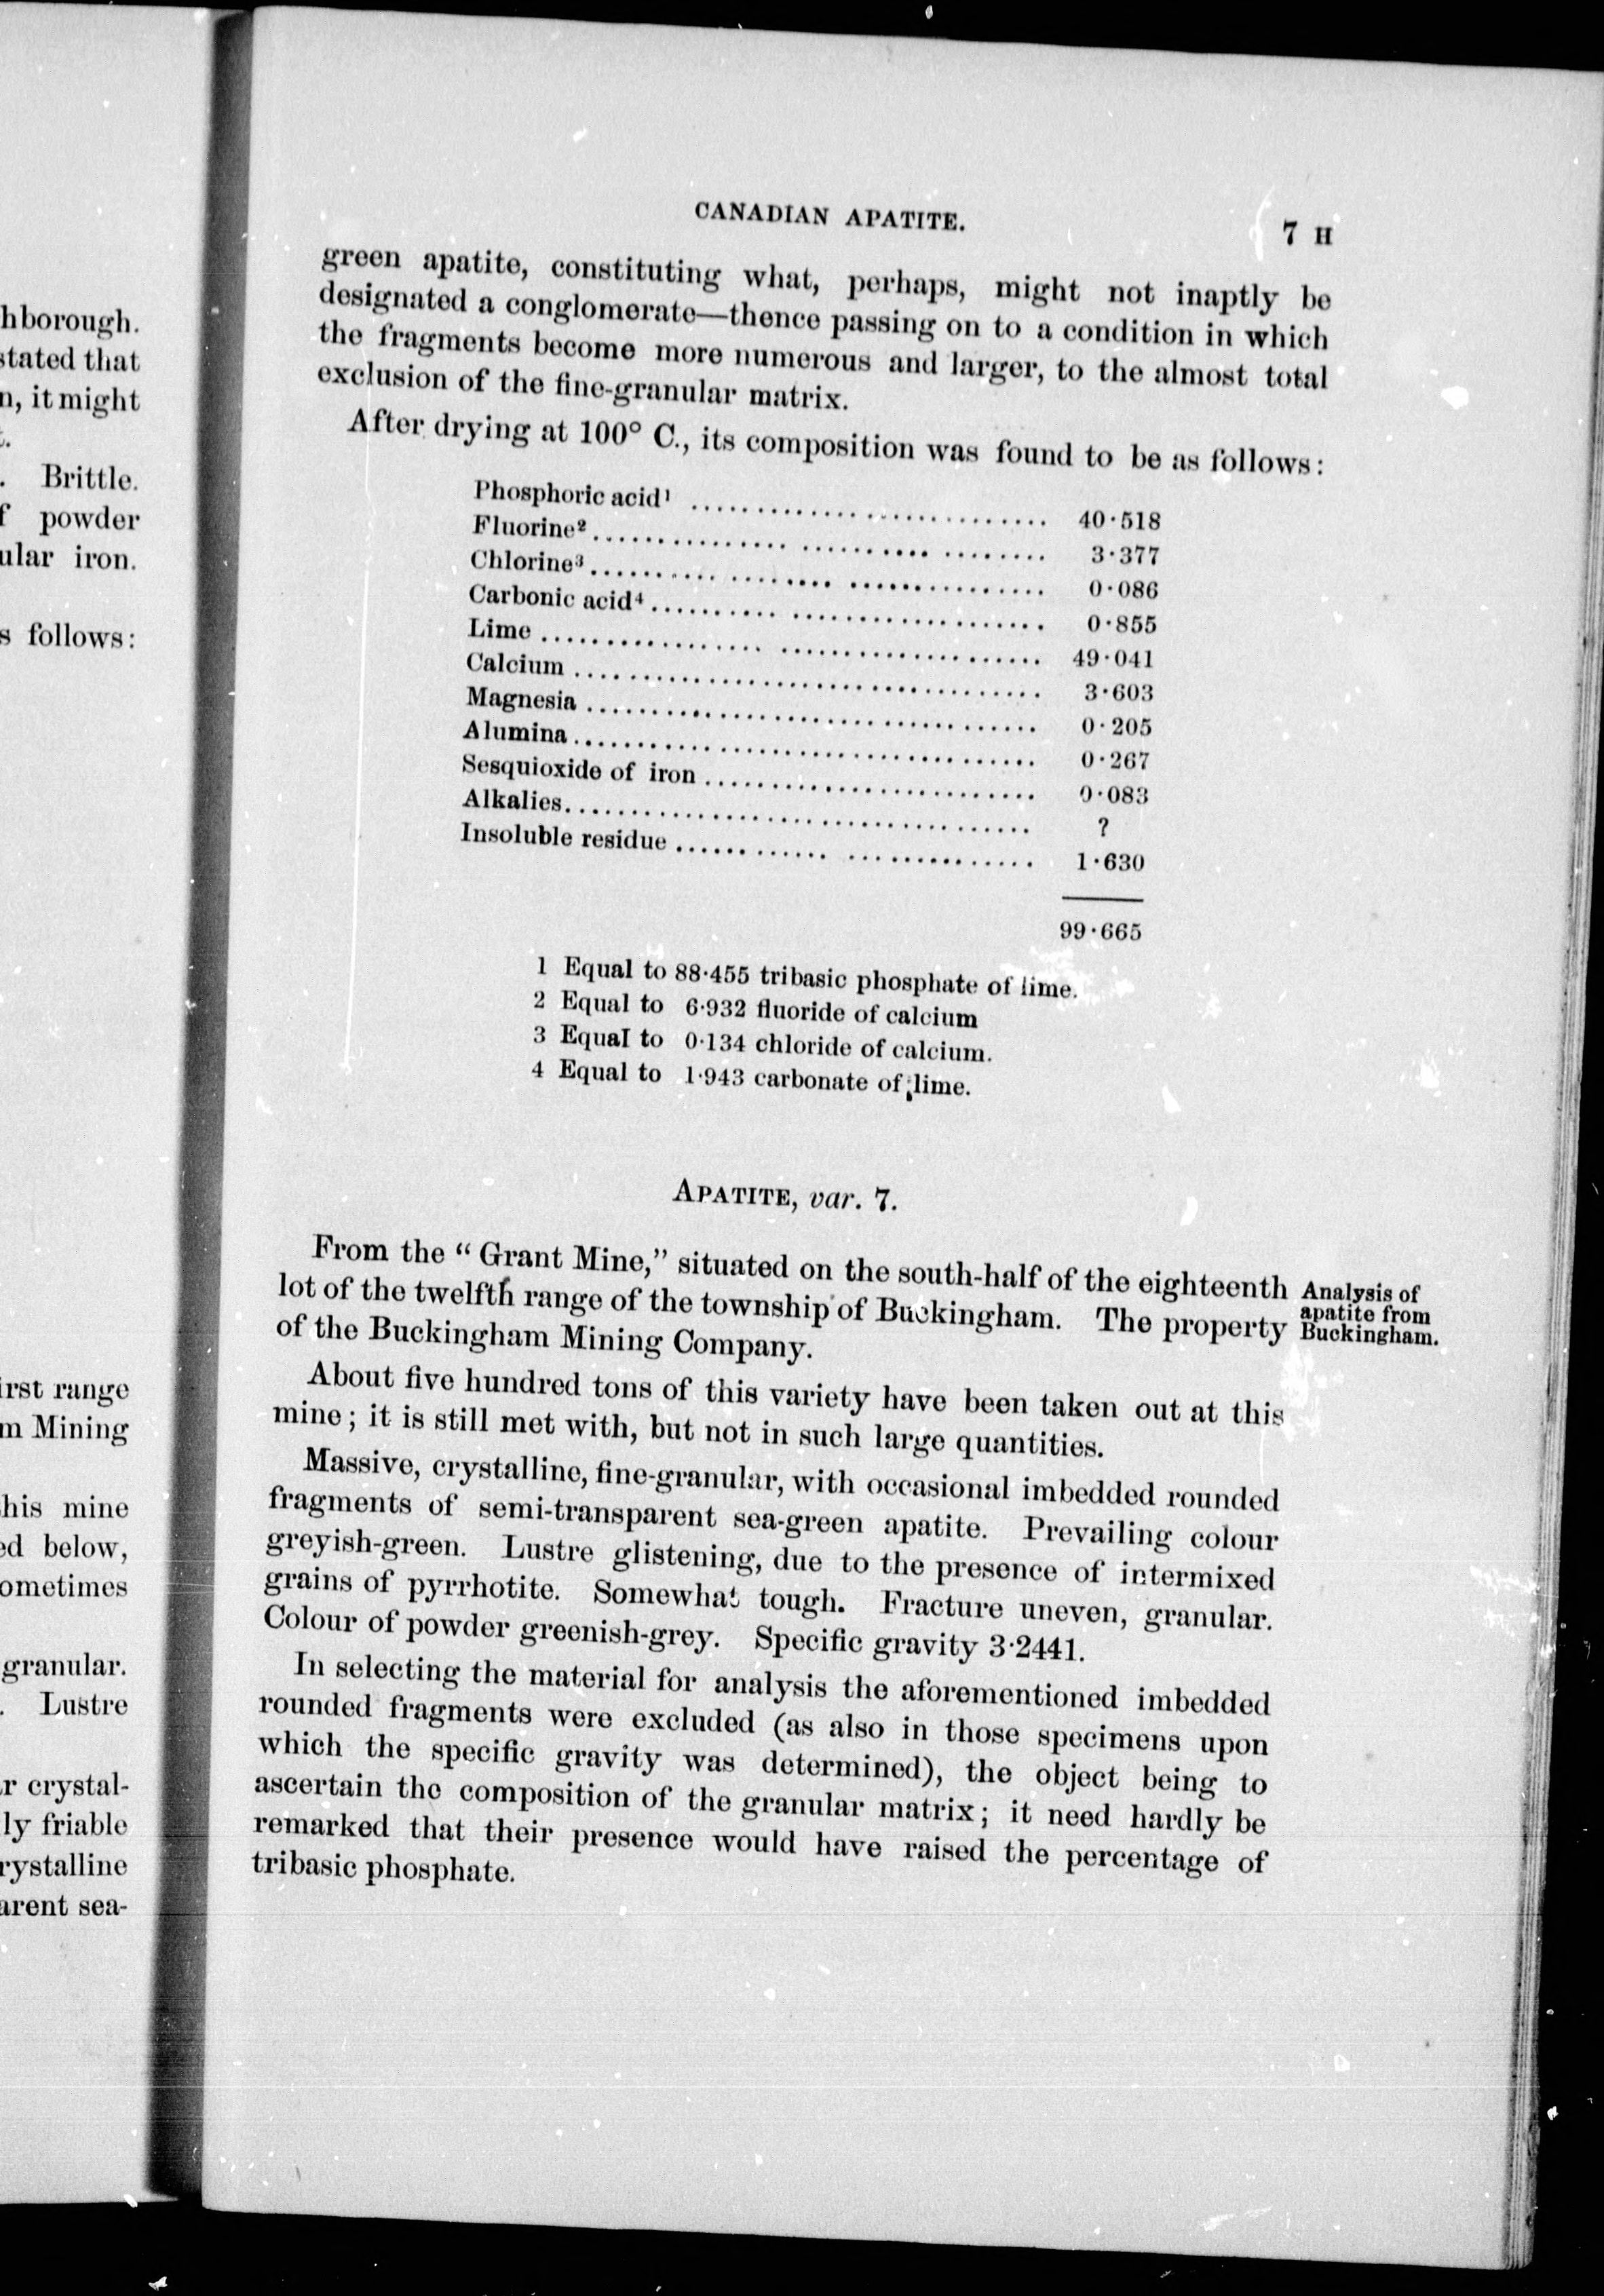 hborough.
stated that
n, it might
t.
. Brittle.
f powder
ular iron.
s follows:
irst range
m Mining
this mine
ed below,
ometimes
granular.
. Lustre
r crystal-
ly friable
rystalline
arent sea-
CANADIAN APATITE.
7 H
green apatite, constituting what, perhaps, might not inaptly be
designated a conglomerate—thence passing on to a condition in which
the fragments become more numerous and larger, to the almost total
exclusion of the fine-granular matrix.
After drying at 100° C., its composition was found to be as follows:
Phosphoric acid¹ .............................. 40·518
Fluorine² .............................. 3·377
Chlorine³ .............................. 0·086
Carbonic acid⁴ .............................. 0·855
Lime .............................. 49·041
Calcium .............................. 3·603
Magnesia .............................. 0·205
Alumina .............................. 0·267
Sesquioxide of iron .............................. 0·083
Alkalies .............................. ?
Insoluble residue .............................. 1·630
99·665
1 Equal to 88·455 tribasic phosphate of lime.
2 Equal to 6·932 fluoride of calcium
3 Equal to 0·134 chloride of calcium.
4 Equal to 1·943 carbonate of lime.
APATITE, var. 7.
From the “ Grant Mine,” situated on the south-half of the eighteenth
lot of the twelfth range of the township of Buckingham. The property
of the Buckingham Mining Company.
Analysis of
apatite from
Buckingham.
About five hundred tons of this variety have been taken out at this
mine; it is still met with, but not in such large quantities.
Massive, crystalline, fine-granular, with occasional imbedded rounded
fragments of semi-transparent sea-green apatite. Prevailing colour
greyish-green. Lustre glistening, due to the presence of intermixed
grains of pyrrhotite. Somewhat tough. Fracture uneven, granular.
Colour of powder greenish-grey. Specific gravity 3·2441.
In selecting the material for analysis the aforementioned imbedded
rounded fragments were excluded (as also in those specimens upon
which the specific gravity was determined), the object being to
ascertain the composition of the granular matrix; it need hardly be
remarked that their presence would have raised the percentage of
tribasic phosphate.